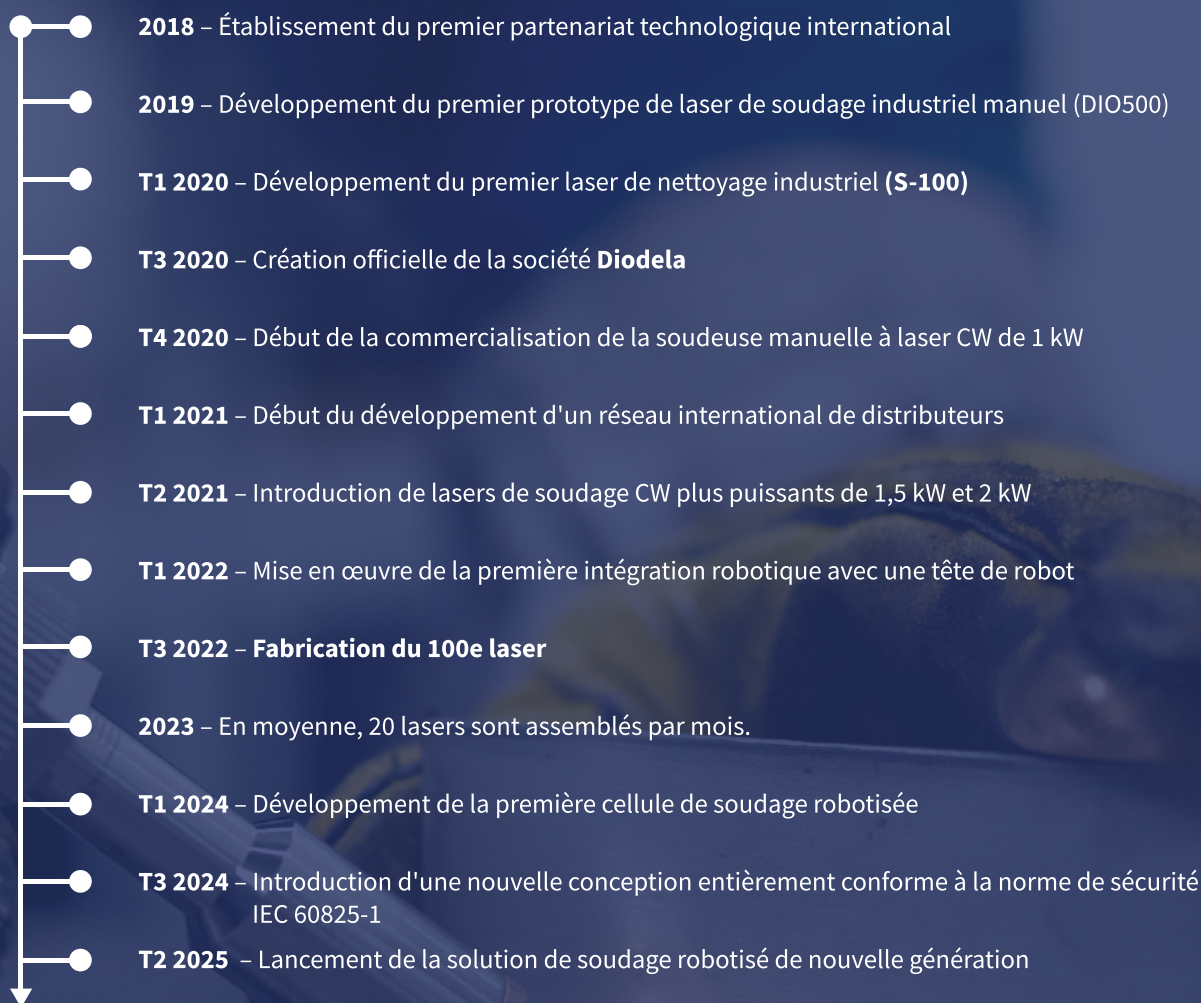 2018 – Établissement du premier partenariat technologique international
2019 – Développement du premier prototype de laser de soudage industriel manuel (DIO500)
T1 2020 – Développement du premier laser de nettoyage industriel (S-100)
T3 2020 – Création officielle de la société Diodela
T4 2020 – Début de la commercialisation de la soudeuse manuelle à laser CW de 1 kW
T1 2021 – Début du développement d'un réseau international de distributeurs
T2 2021 – Introduction de lasers de soudage CW plus puissants de 1,5 kW et 2 kW
T1 2022 – Mise en œuvre de la première intégration robotique avec une tête de robot
T3 2022 – Fabrication du 100e laser
2023 – En moyenne, 20 lasers sont assemblés par mois.
T1 2024 – Développement de la première cellule de soudage robotisée
T3 2024 – Introduction d'une nouvelle conception entièrement conforme à la norme de sécurité
IEC 60825-1
T2 2025 – Lancement de la solution de soudage robotisé de nouvelle génération